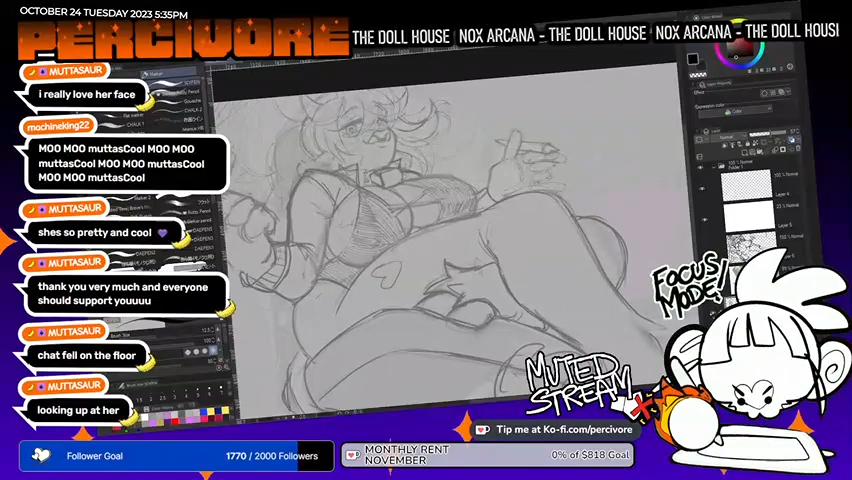 OCTOBER 24 TUESDAY 2023 5:35PM
PERCIVORE
THE DOLL HOUSE | NOX ARCANA - THE DOLL HOUSE | NOX ARCANA - THE DOLL HOUSI
MUTTASAUR
i really love her face
machineking22
MOO MOO muttasCool MOO MOO
muttasCool MOO MOO muttasCool
MOO MOO muttasCool
MUTTASAUR
shes so pretty and cool
MUTTASAUR
thank you very much and everyone
should support youuuu
MUTTASAUR
chat fell on the floor
MUTTASAUR
looking up at her
FOCUS
MODE!
MUTED
STREAM
Tip me at Ko-fi.com/percivore
Follower Goal
1770 / 2000 Followers
MONTHLY RENT
NOVEMBER
0% of $818 Goal